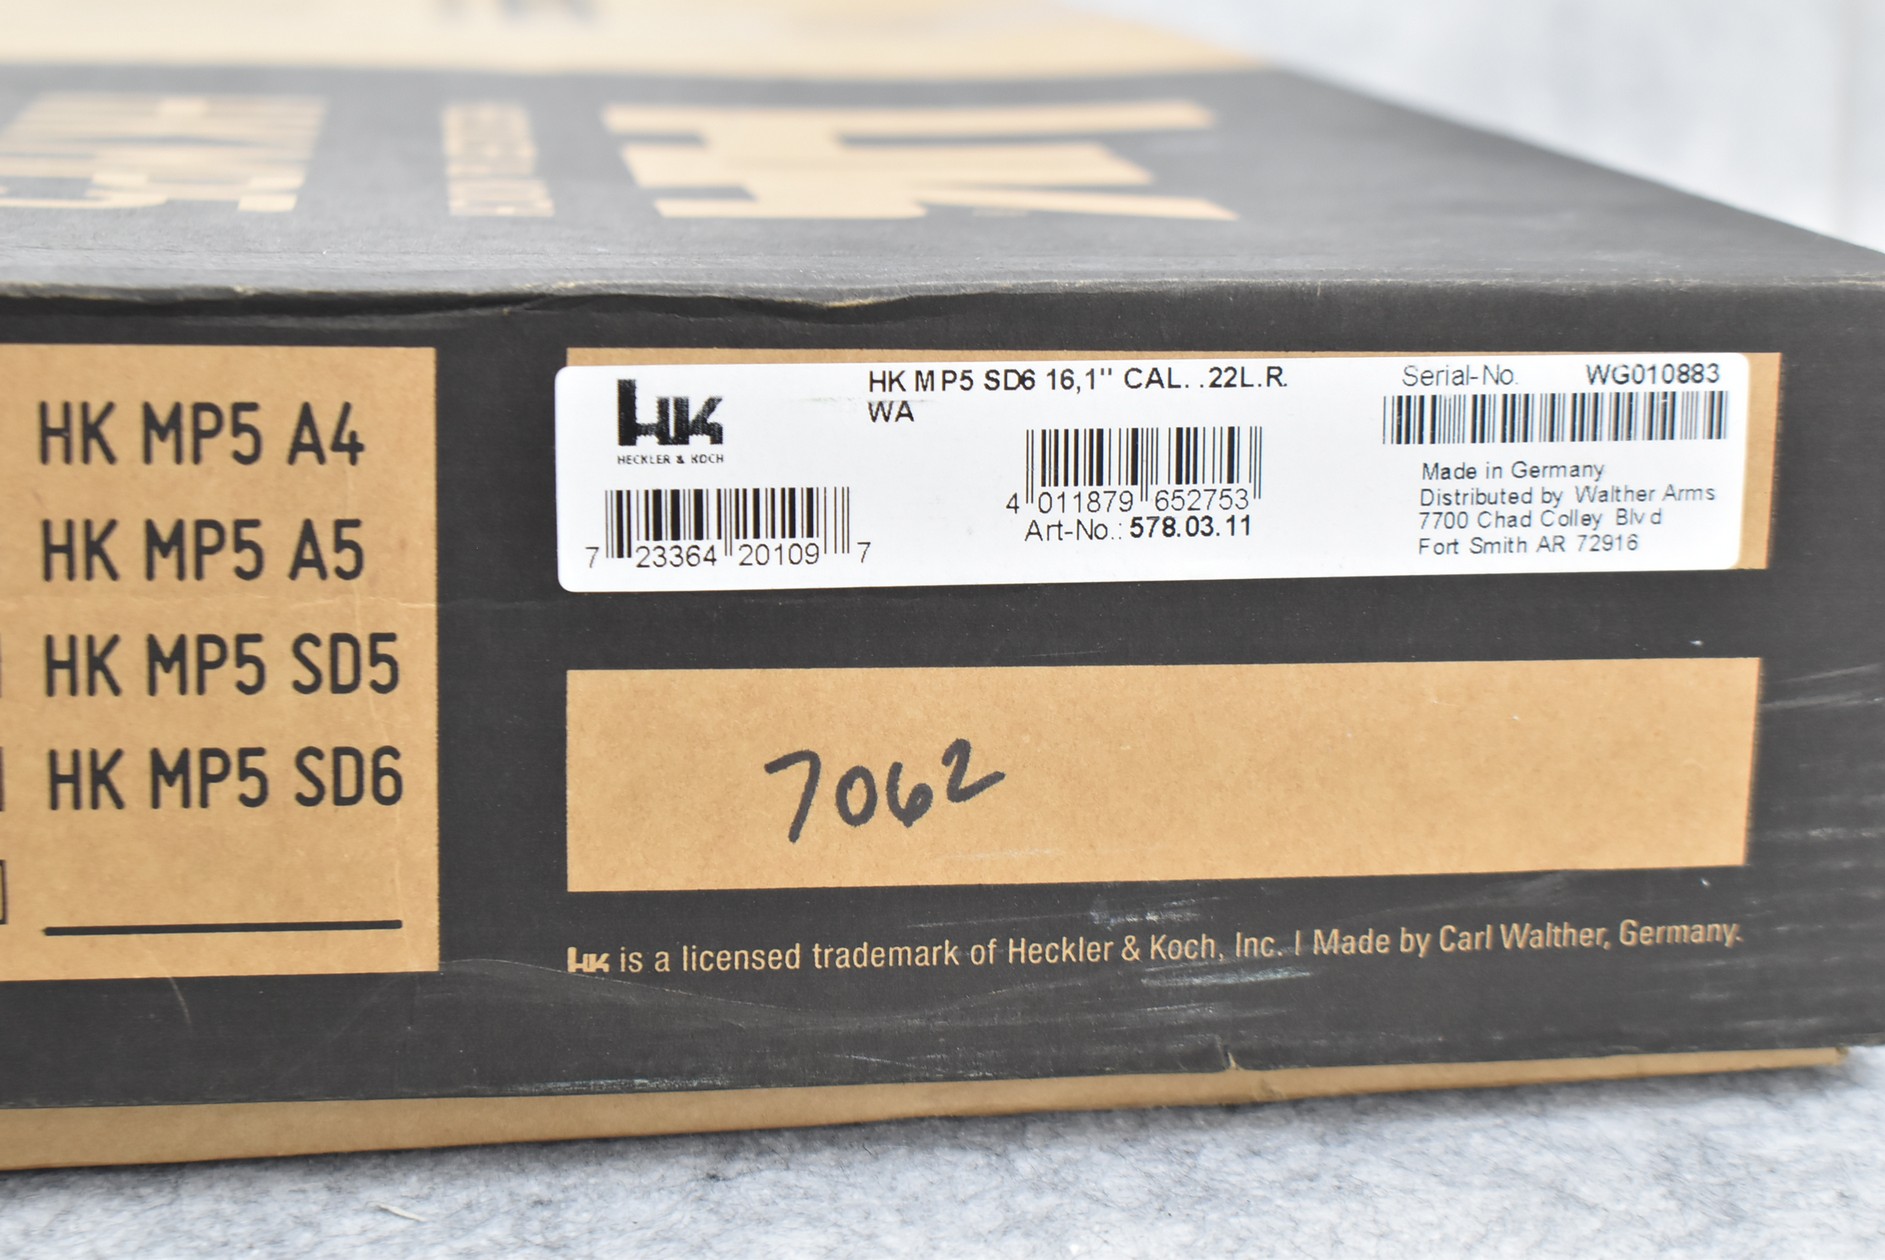 HK MP5 A4
HK MP5 A5
HK MP5 SD5
HK MP5 SD6
HK
HECKLER & KOCH
HK MP5 SD6 16,1" CAL. .22L.R.
WA
Serial-No. WG010883
7 23364 20109 7
4 011879 652753
Art-No.: 578.03.11
Made in Germany
Distributed by Walther Arms
7700 Chad Colley Blvd
Fort Smith AR 72916
7062
HK is a licensed trademark of Heckler & Koch, Inc. | Made by Carl Walther, Germany.